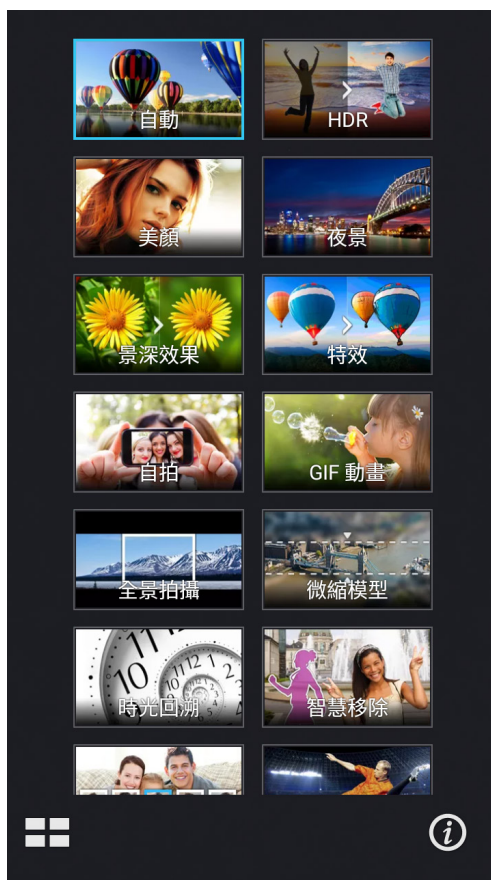 自動
HDR
美顏
夜景
景深效果
特效
自拍
GIF 動畫
全景拍攝
微縮模型
時光回溯
智慧移除